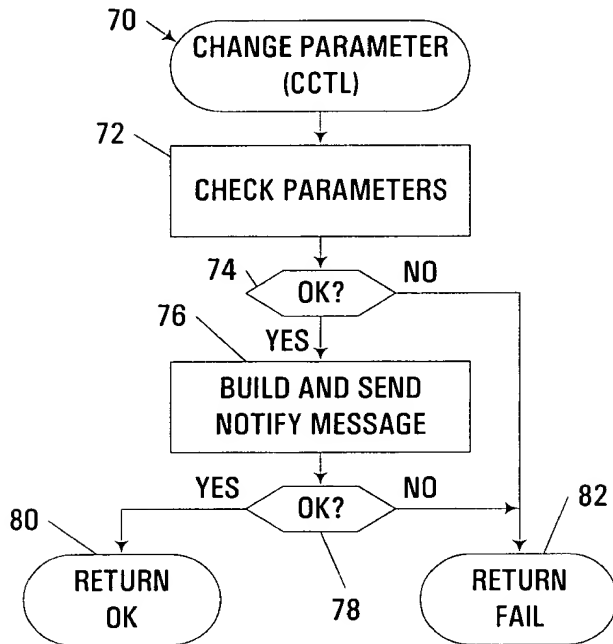 70
CHANGE PARAMETER
(CCTL)
72
CHECK PARAMETERS
74
OK?
NO
76
YES
BUILD AND SEND
NOTIFY MESSAGE
YES
OK?
NO
80
82
RETURN
OK
78
RETURN
FAIL